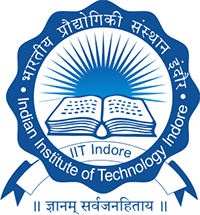 भारतीय प्रौद्योगिकी संस्थान इंदौर
IIT Indore
Indian Institute of Technology Indore
॥ ज्ञानम् सर्वजनहिताय ॥